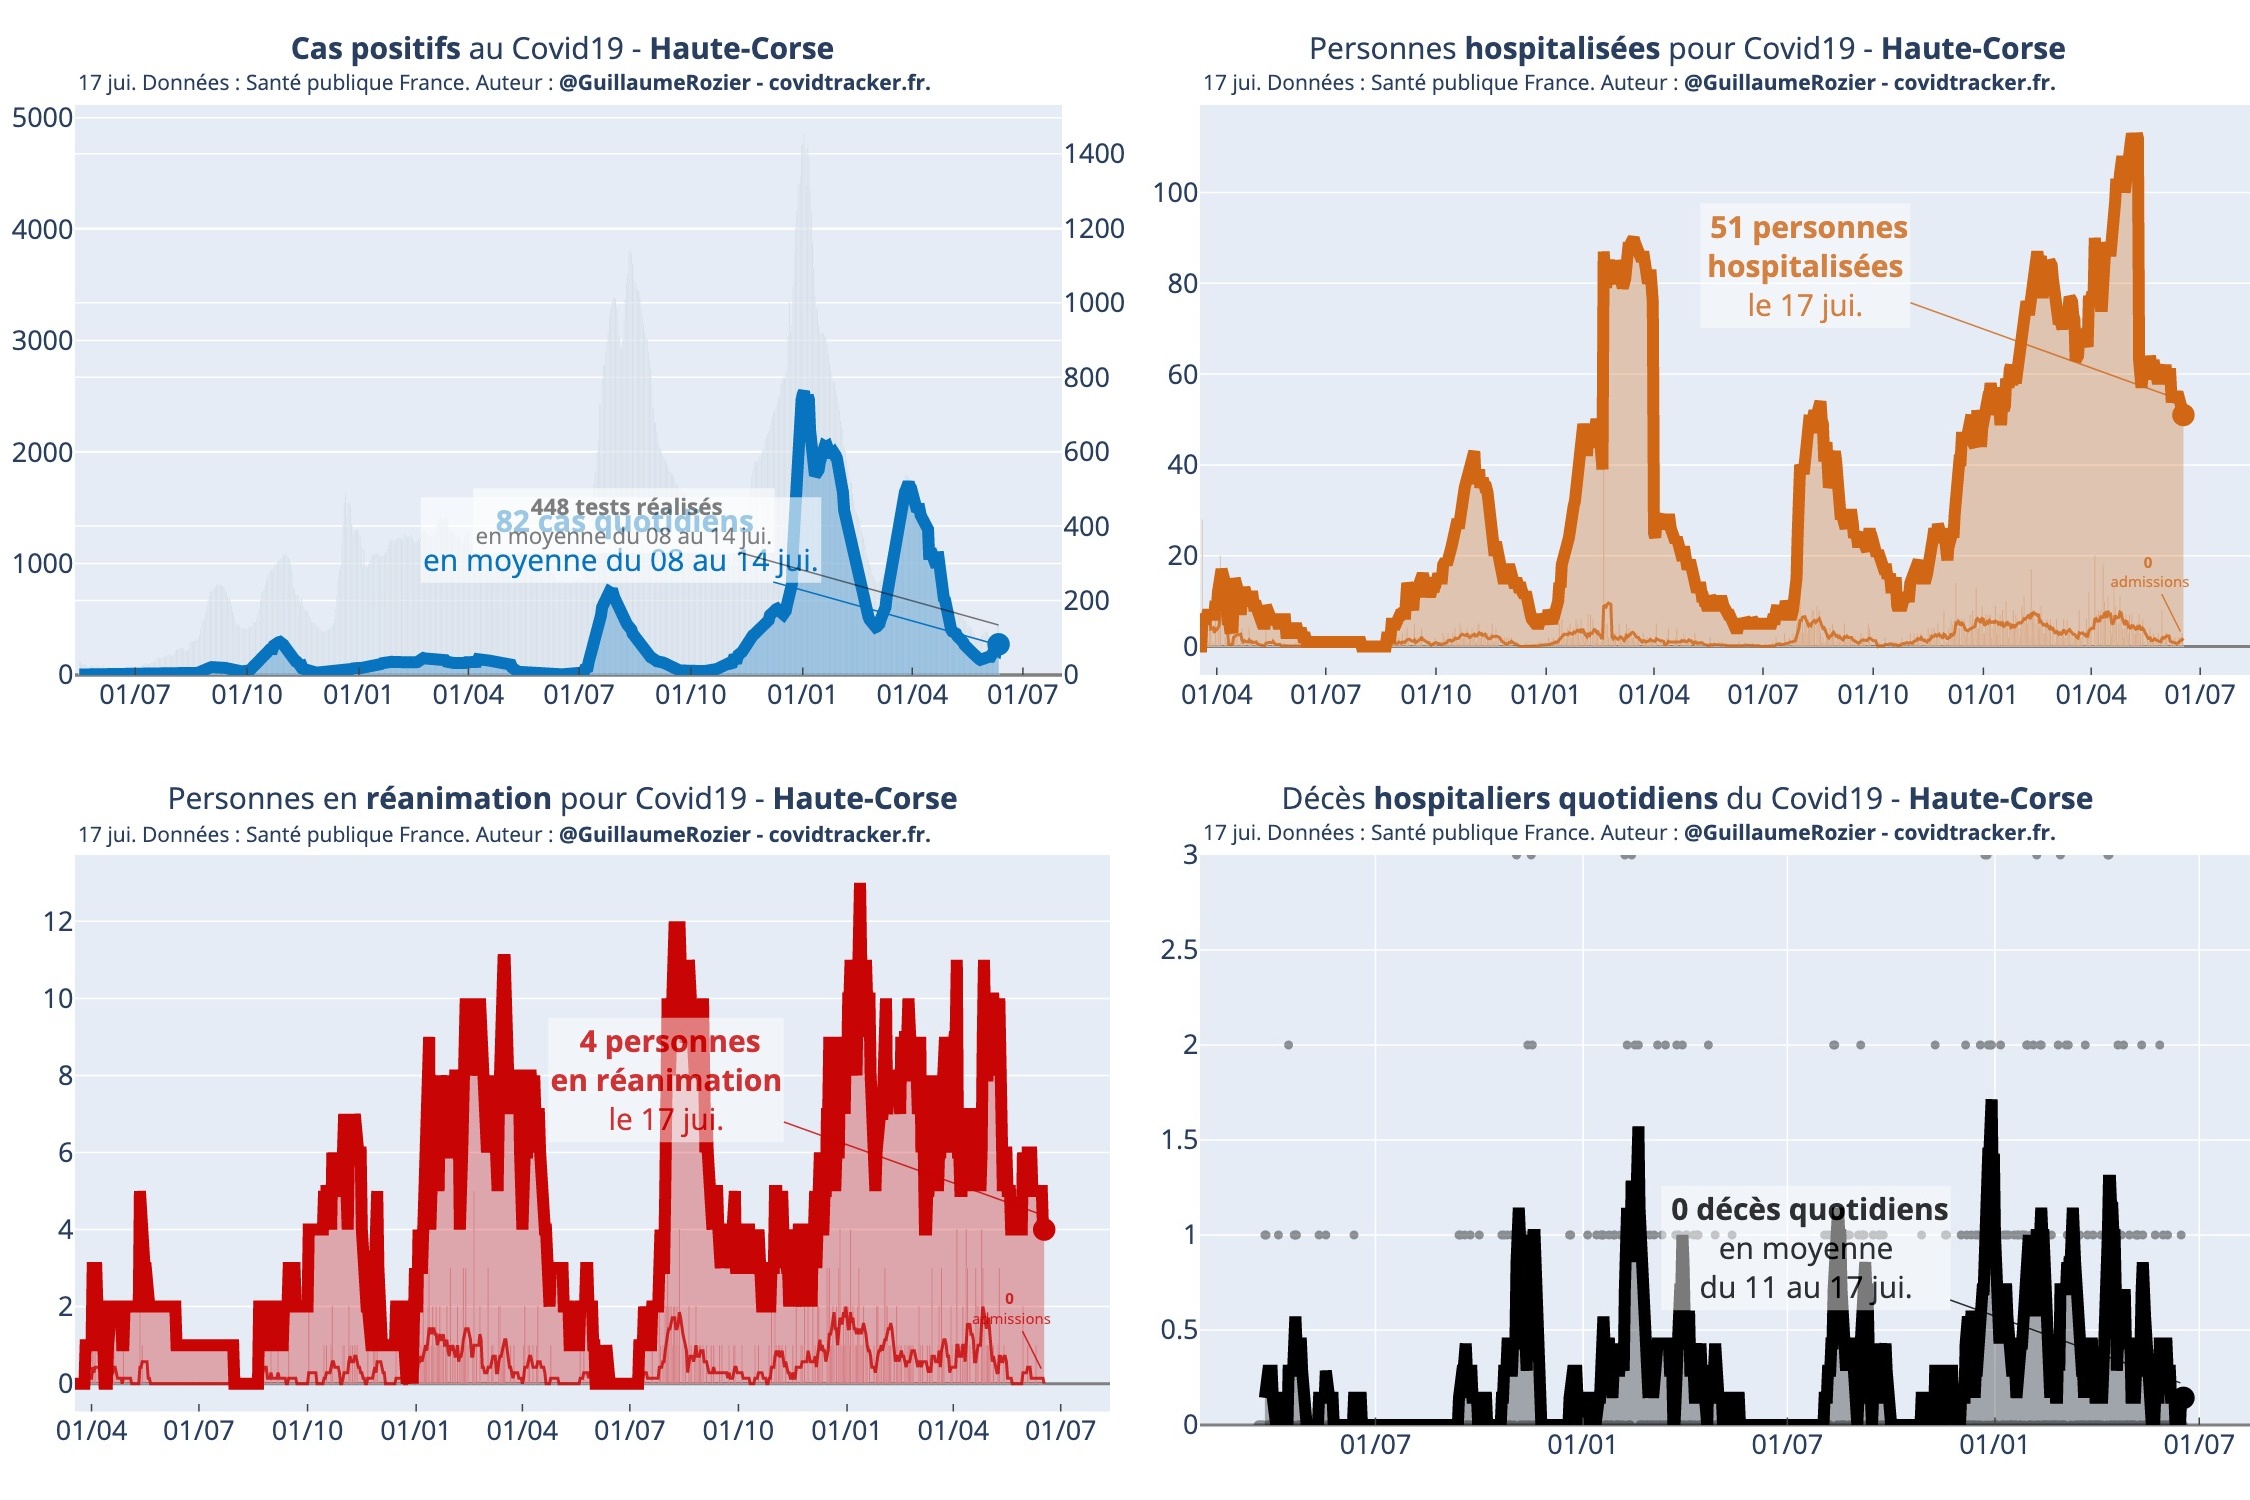 Cas positifs au Covid19 - Haute-Corse
17 jui. Données : Santé publique France. Auteur : @GuillaumeRozier - covidtracker.fr.
5000
4000
3000
2000
1000
0
1400
1200
1000
800
600
400
200
0
448 tests réalisés
82 cas quotidiens
en moyenne du 08 au 14 jui.
en moyenne du 08 au 14 jui.
01/07 01/10 01/01 01/04 01/07 01/10 01/01 01/04 01/07
Personnes hospitalisées pour Covid19 - Haute-Corse
17 jui. Données : Santé publique France. Auteur : @GuillaumeRozier - covidtracker.fr.
100
80
60
40
20
0
51 personnes
hospitalisées
le 17 jui.
0
admissions
01/04 01/07 01/10 01/01 01/04 01/07 01/10 01/01 01/04 01/07
Personnes en réanimation pour Covid19 - Haute-Corse
17 jui. Données : Santé publique France. Auteur : @GuillaumeRozier - covidtracker.fr.
12
10
8
6
4
2
0
4 personnes
en réanimation
le 17 jui.
0
admissions
01/04 01/07 01/10 01/01 01/04 01/07 01/10 01/01 01/04 01/07
Décès hospitaliers quotidiens du Covid19 - Haute-Corse
17 jui. Données : Santé publique France. Auteur : @GuillaumeRozier - covidtracker.fr.
3
2.5
2
1.5
1
0.5
0
0 décès quotidiens
en moyenne
du 11 au 17 jui.
01/07 01/01 01/07 01/01 01/07